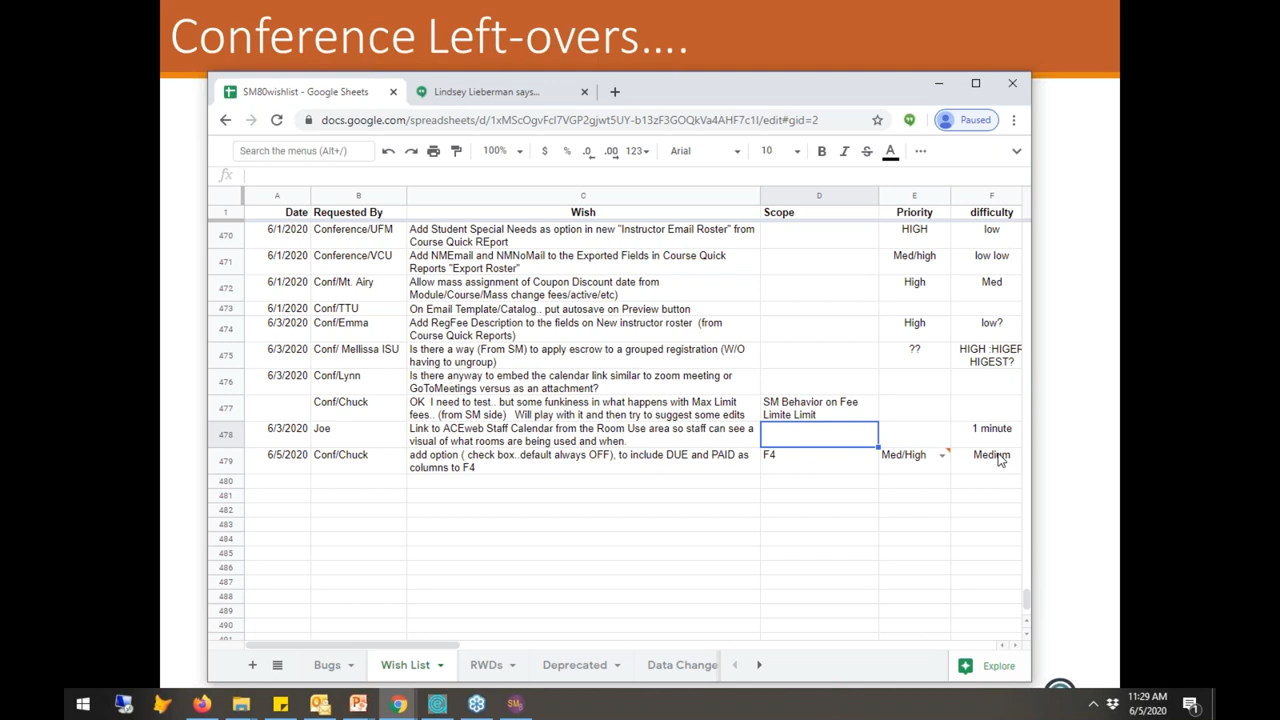 Conference Left-overs....
SM80wishlist - Google Sheets
Lindsey Lieberman says...
docs.google.com/spreadsheets/d/1xMScOgvFcI7VGP2gjwt5UY-b13zF3GOQkVa4AHF7c1I/edit#gid=2
Paused
Search the menus (Alt+/)
100%
$ % .0 .00 123
Arial
10
B I S A
fx
A B C D E F
1 Date Requested By Wish Scope Priority difficulty
470 6/1/2020 Conference/UFM Add Student Special Needs as option in new "Instructor Email Roster" from HIGH low
Course Quick REport
471 6/1/2020 Conference/VCU Add NMEmail and NMNoMail to the Exported Fields in Course Quick Med/high low low
Reports "Export Roster"
472 6/1/2020 Conf/Mt. Airy Allow mass assignment of Coupon Discount date from High Med
Module/Course/Mass change fees/active/etc)
473 6/1/2020 Conf/TTU On Email Template/Catalog.. put autosave on Preview button
474 6/3/2020 Conf/Emma Add RegFee Description to the fields on New instructor roster (from High low?
Course Quick Reports)
475 6/3/2020 Conf/ Mellissa ISU Is there a way (From SM) to apply escrow to a grouped registration (W/O ?? HIGH :HIGER
having to ungroup) HIGEST?
476 6/3/2020 Conf/Lynn Is there anyway to embed the calendar link similar to zoom meeting or
GoToMeetings versus as an attachment?
477 Conf/Chuck OK I need to test.. but some funkiness in what happens with Max Limit SM Behavior on Fee
fees.. (from SM side) Will play with it and then try to suggest some edits Limite Limit
478 6/3/2020 Joe Link to ACEweb Staff Calendar from the Room Use area so staff can see a 1 minute
visual of what rooms are being used and when.
479 6/5/2020 Conf/Chuck add option ( check box..default always OFF), to include DUE and PAID as F4 Med/High Medium
columns to F4
480
481
482
483
484
485
486
487
488
489
490
491
Bugs Wish List RWDs Deprecated Data Change
Explore
11:29 AM
6/5/2020
1